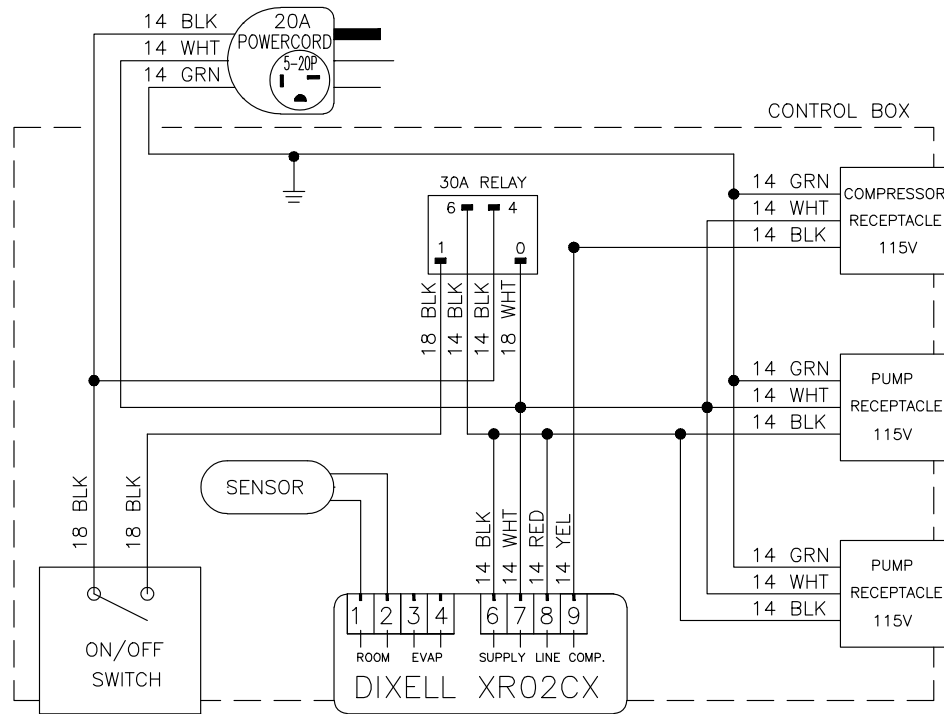 14 BLK
14 WHT
14 GRN
20A
POWERCORD
5-20P
CONTROL BOX
30A RELAY
6
4
1
0
18 BLK
14 BLK
14 BLK
18 WHT
14 GRN
14 WHT
14 BLK
COMPRESSOR
RECEPTACLE
115V
14 GRN
14 WHT
14 BLK
PUMP
RECEPTACLE
115V
18 BLK
18 BLK
SENSOR
14 BLK
14 WHT
14 RED
14 YEL
14 GRN
14 WHT
14 BLK
PUMP
RECEPTACLE
115V
ON/OFF
SWITCH
1 2 3 4 6 7 8 9
ROOM EVAP SUPPLY LINE COMP.
DIXELL XR02CX